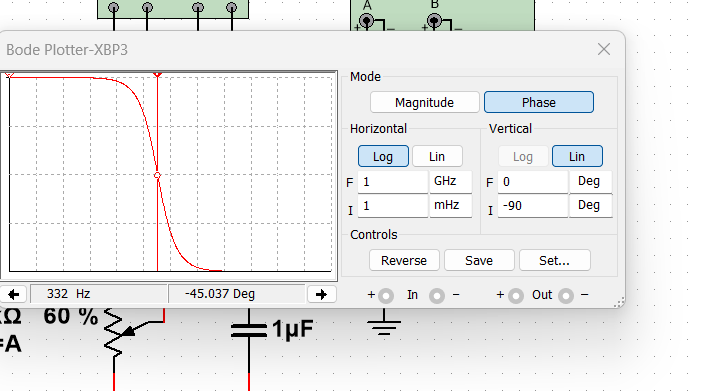 A B
+ − + −
Bode Plotter-XBP3
Mode
Magnitude Phase
Horizontal Vertical
Log Lin Log Lin
F 1 GHz F 0 Deg
I 1 mHz I -90 Deg
Controls
Reverse Save Set...
332 Hz -45.037 Deg + In − + Out −
Ω 60 % 1µF
=A